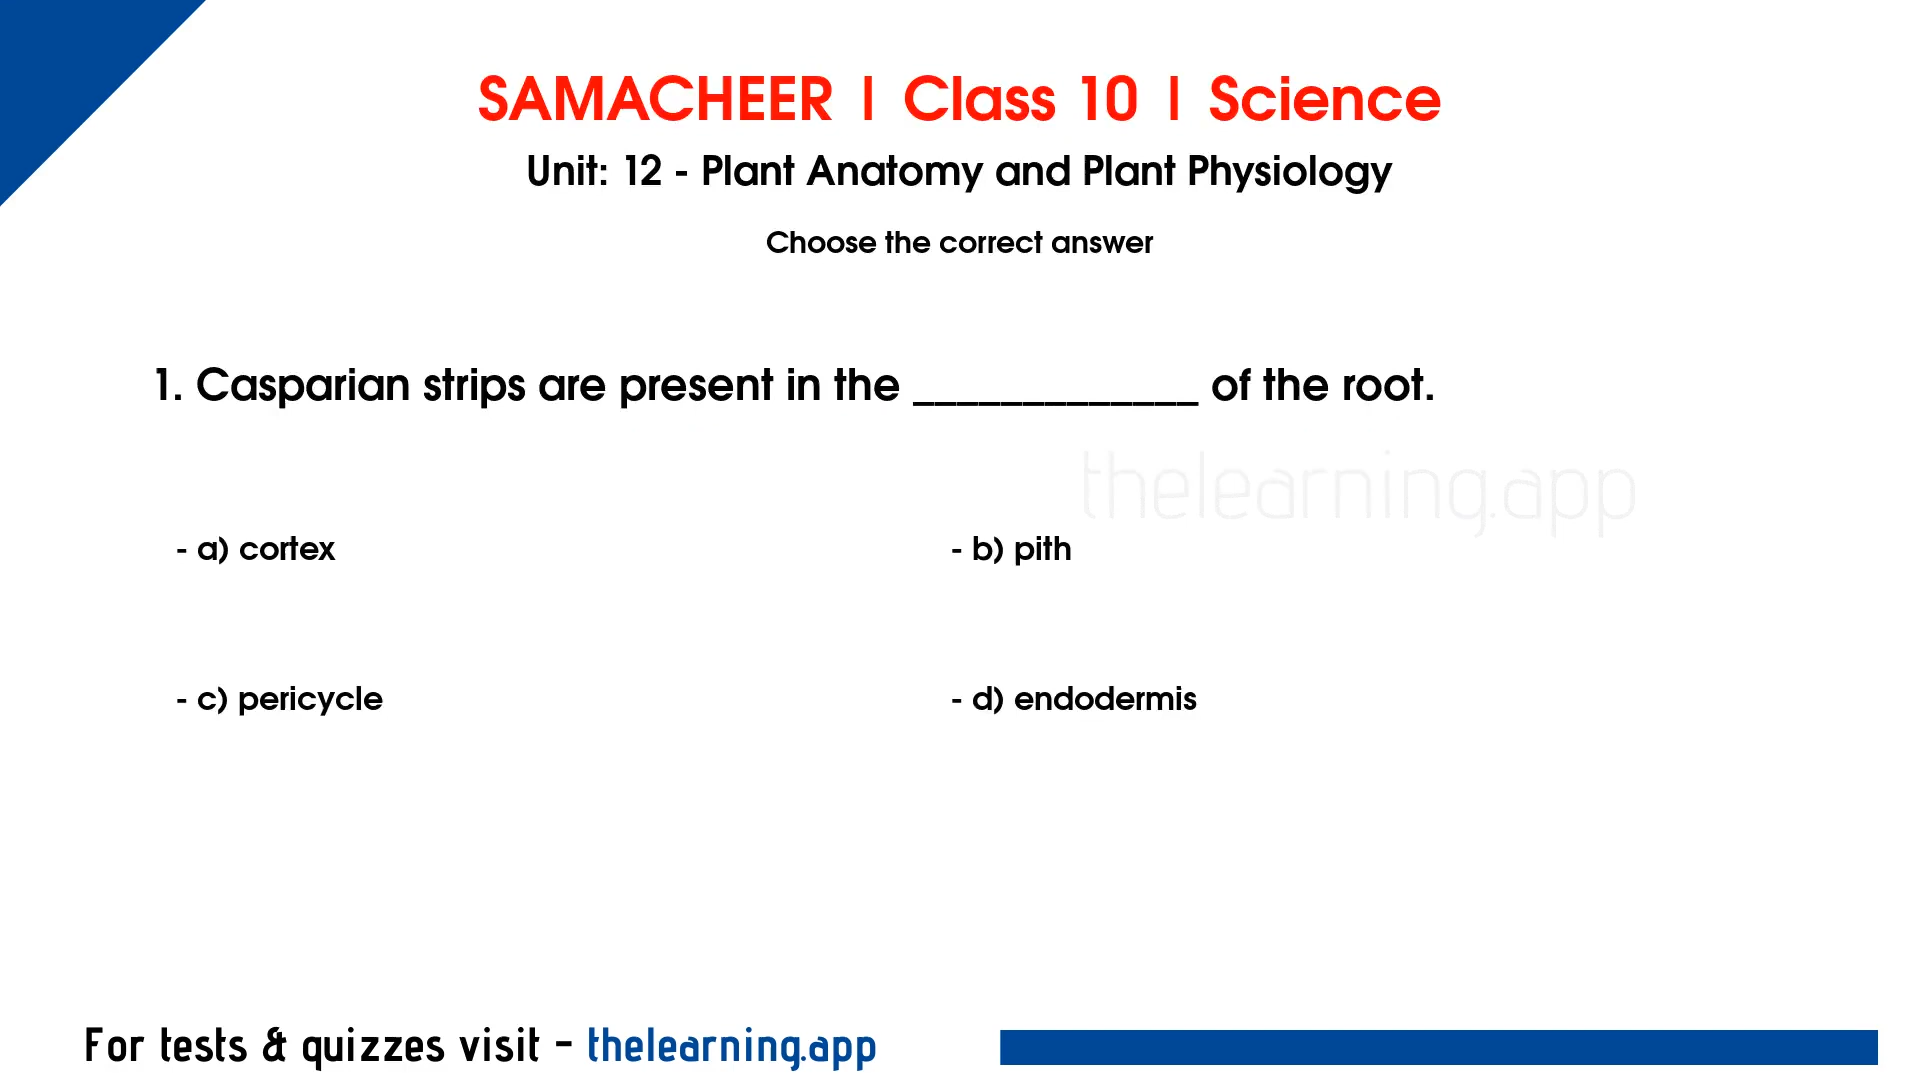 SAMACHEER | Class 10 | Science
Unit: 12 - Plant Anatomy and Plant Physiology
Choose the correct answer
1. Casparian strips are present in the _____________ of the root.
thelearning.app
- a) cortex
- b) pith
- c) pericycle
- d) endodermis
For tests & quizzes visit - thelearning.app